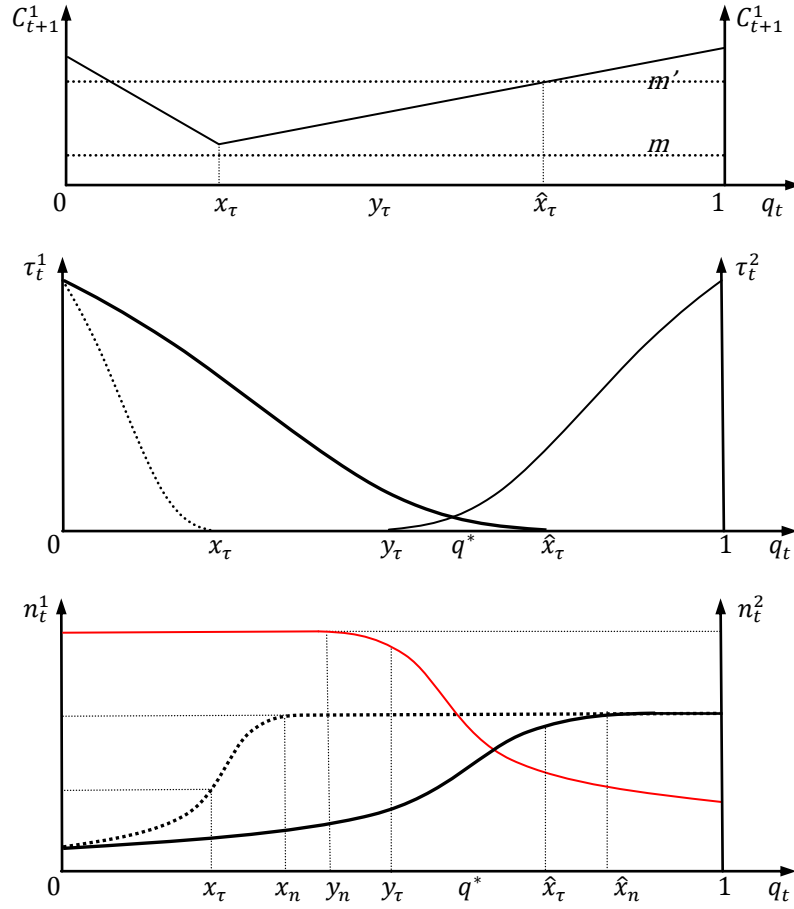 C¹ₜ₊₁ C¹ₜ₊₁
m′
m
0 x_τ y_τ x̂_τ 1 qₜ
τ¹ₜ τ²ₜ
0 x_τ y_τ q* x̂_τ 1 qₜ
n¹ₜ n²ₜ
0 x_τ x_n y_n y_τ q* x̂_τ x̂_n 1 qₜ